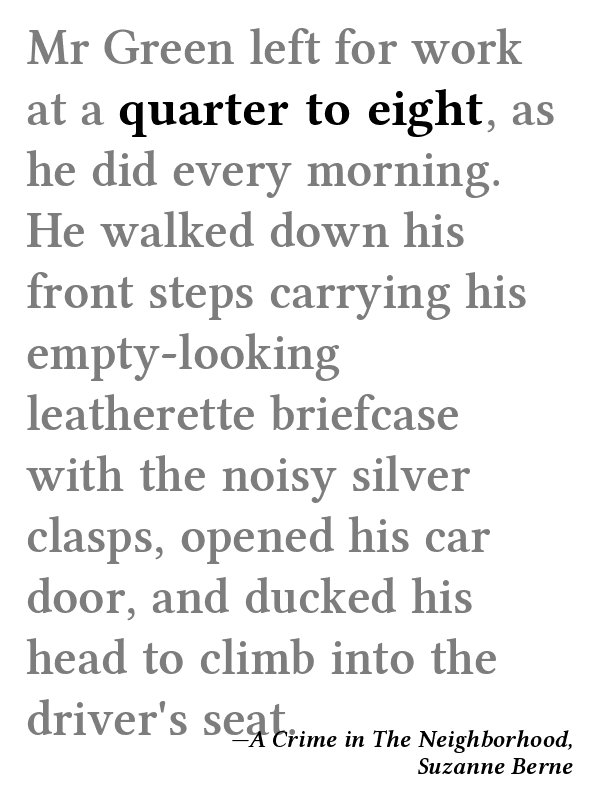 Mr Green left for work
at a quarter to eight, as
he did every morning.
He walked down his
front steps carrying his
empty-looking
leatherette briefcase
with the noisy silver
clasps, opened his car
door, and ducked his
head to climb into the
driver's seat.
—A Crime in The Neighborhood,
Suzanne Berne